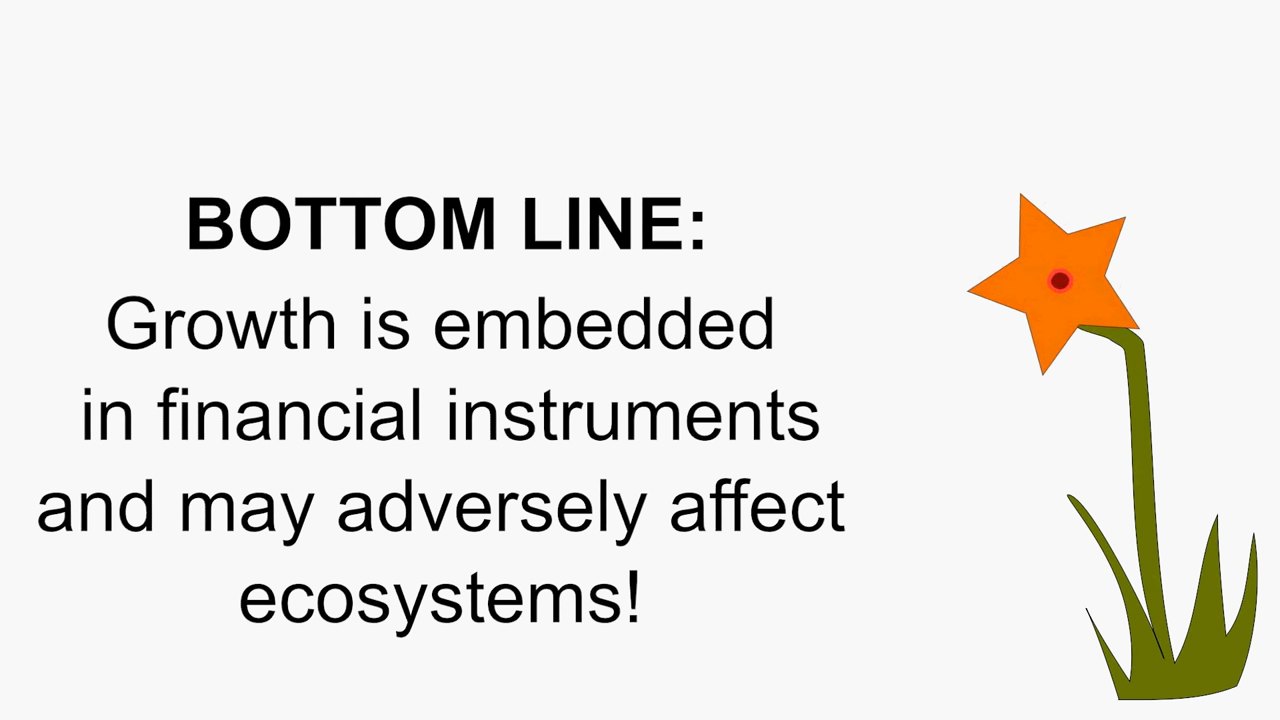 BOTTOM LINE:
Growth is embedded
in financial instruments
and may adversely affect
ecosystems!